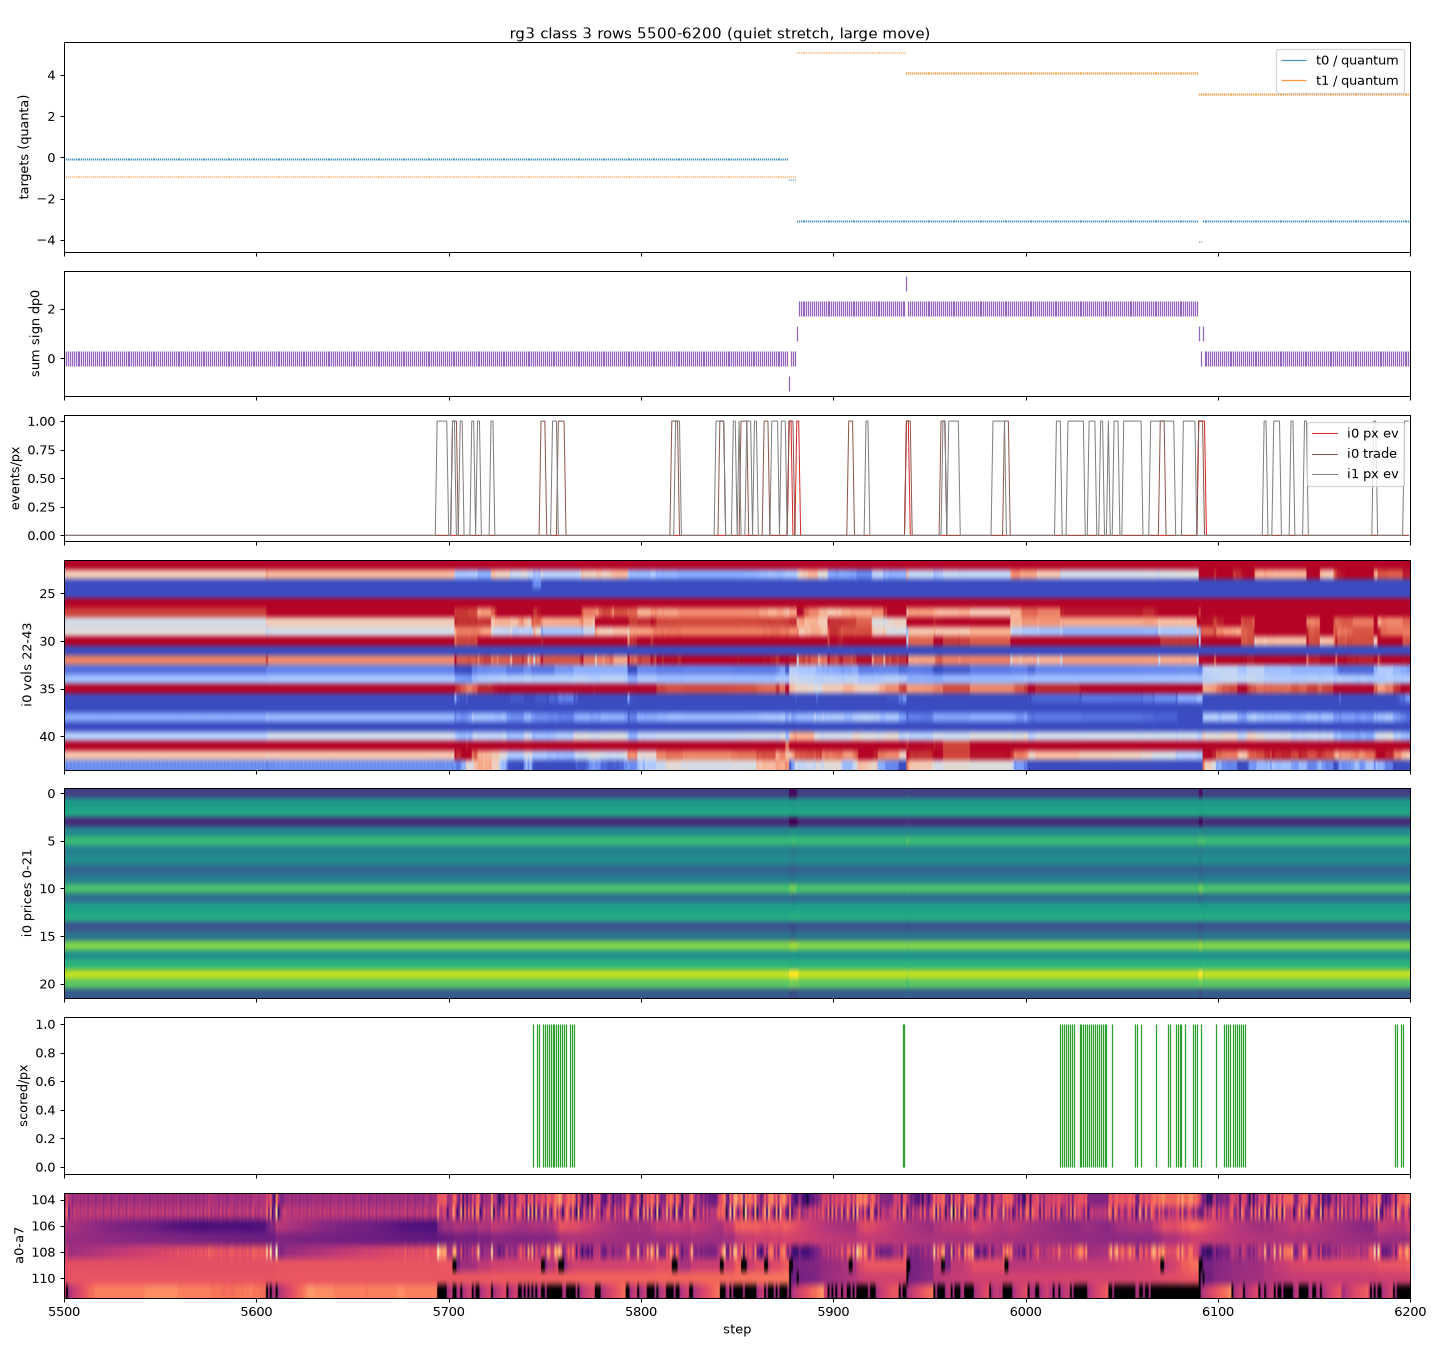 rg3 class 3 rows 5500-6200 (quiet stretch, large move)
targets (quanta)
4
2
0
−2
−4
t0 / quantum
t1 / quantum
sum sign dp0
2
0
events/px
1.00
0.75
0.50
0.25
0.00
i0 px ev
i0 trade
i1 px ev
i0 vols 22-43
25
30
35
40
i0 prices 0-21
0
5
10
15
20
scored/px
1.0
0.8
0.6
0.4
0.2
0.0
a0-a7
104
106
108
110
5500 5600 5700 5800 5900 6000 6100 6200
step